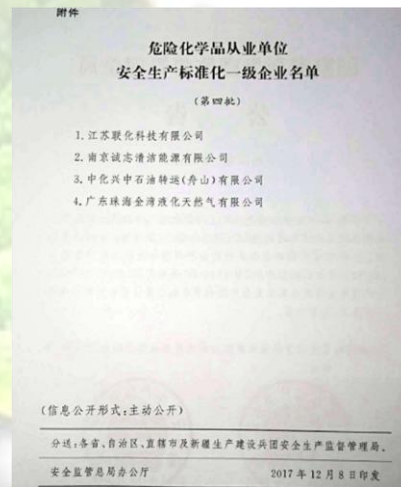 附件
危险化学品从业单位
安全生产标准化一级企业名单
(第四批)
1.江苏联化科技有限公司
2.南京诚志清洁能源有限公司
3.中化兴中石油转运(舟山)有限公司
4.广东珠海金湾液化天然气有限公司
(信息公开形式:主动公开)
分送:各省、自治区、直辖市及新疆生产建设兵团安全生产监督管理局。
安全监管总局办公厅 2017年12月8日印发